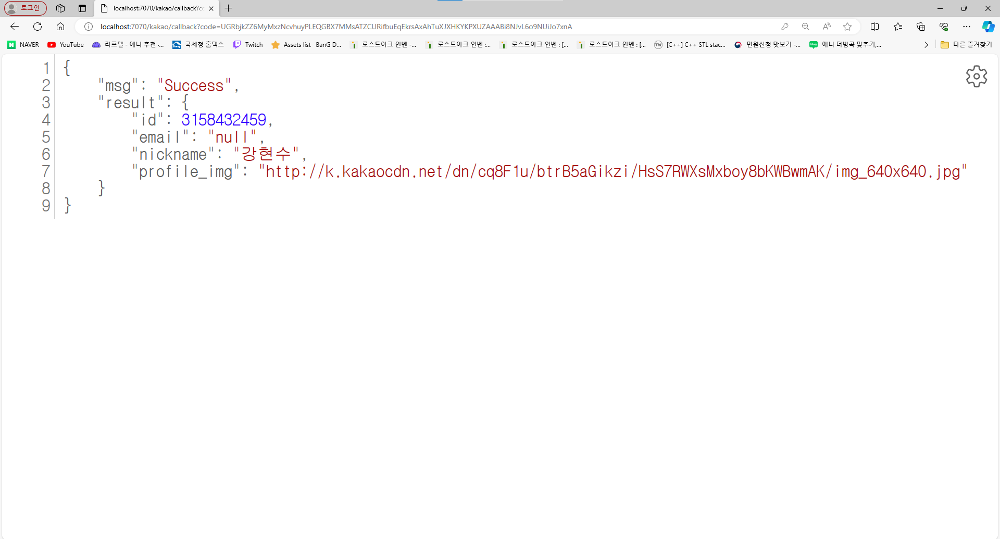 로그인
localhost:7070/kakao/callback?cc
localhost:7070/kakao/callback?code=UGRbjkZZ6MyMxzNcvhuyPLEQGBX7MMsATZCURifbuEqEkrsAxAhTuXJXHKYKPXUZAAABi8NJvL6o9NUiJo7xnA
NAVER YouTube 라프텔 - 애니 추천 ·... 국세청 홈택스 Twitch Assets list BanG D... 로스트아크 인벤 -... 로스트아크 인벤 :... 로스트아크 인벤 : [... 로스트아크 인벤 : [... TW [C++] C++ STL stac... 민원신청 맛보기 -... blog 애니 더빙곡 맞추기,... 다른 즐겨찾기
1 {
2 "msg": "Success",
3 "result": {
4 "id": 3158432459,
5 "email": "null",
6 "nickname": "강현수",
7 "profile_img": "http://k.kakaocdn.net/dn/cq8F1u/btrB5aGikzi/HsS7RWXsMxboy8bKWBwmAK/img_640x640.jpg"
8 }
9 }